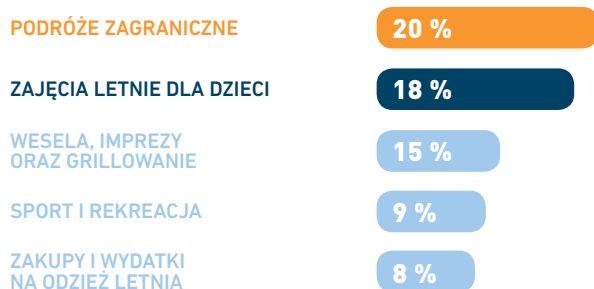 PODRÓŻE ZAGRANICZNE
20 %
ZAJĘCIA LETNIE DLA DZIECI
18 %
WESELA, IMPREZY
ORAZ GRILLOWANIE
15 %
SPORT I REKREACJA
9 %
ZAKUPY I WYDATKI
NA ODZIEŻ LETNIA
8 %